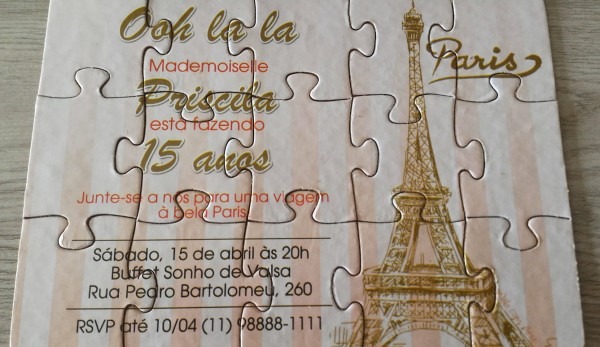 Ooh la la
Paris
Mademoiselle
Priscila
está fazendo
15 anos
Junte-se a nós para uma viagem
à bela Paris
Sábado, 15 de abril às 20h
Buffet Sonho de Valsa
Rua Pedro Bartolomeu, 260
RSVP até 10/04 (11) 98888-1111